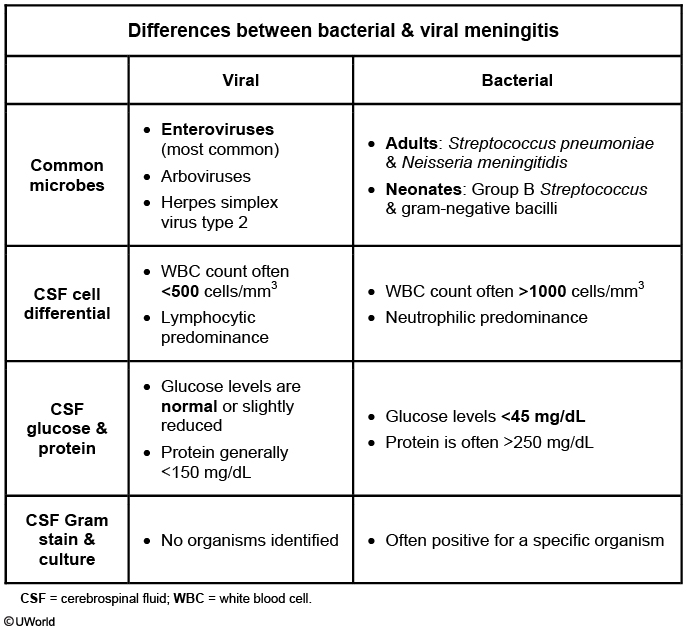 Differences between bacterial & viral meningitis
Viral
Bacterial
Common
microbes
• Enteroviruses
(most common)
• Arboviruses
• Herpes simplex
virus type 2
• Adults: Streptococcus pneumoniae
& Neisseria meningitidis
• Neonates: Group B Streptococcus
& gram-negative bacilli
CSF cell
differential
• WBC count often
<500 cells/mm³
• Lymphocytic
predominance
• WBC count often >1000 cells/mm³
• Neutrophilic predominance
CSF
glucose &
protein
• Glucose levels are
normal or slightly
reduced
• Protein generally
<150 mg/dL
• Glucose levels <45 mg/dL
• Protein is often >250 mg/dL
CSF Gram
stain &
culture
• No organisms identified
• Often positive for a specific organism
CSF = cerebrospinal fluid; WBC = white blood cell.
©UWorld